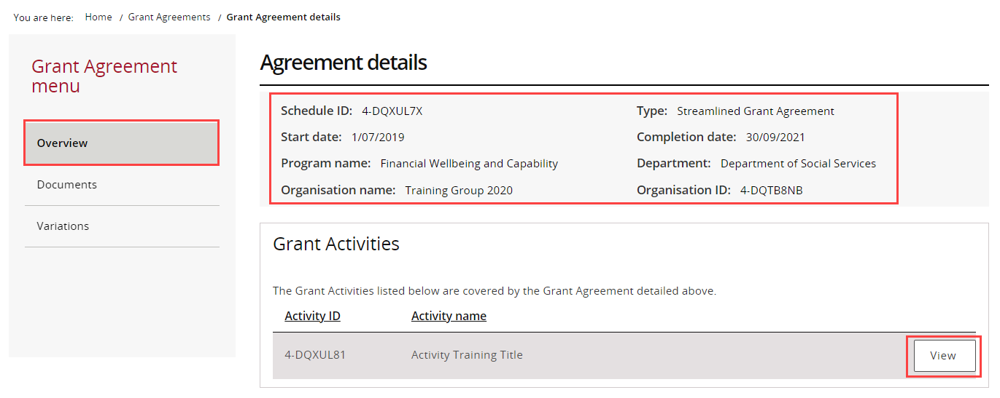 You are here: Home / Grant Agreements / Grant Agreement details
Grant Agreement
menu
Overview
Documents
Variations
Agreement details
Schedule ID: 4-DQXUL7X Type: Streamlined Grant Agreement
Start date: 1/07/2019 Completion date: 30/09/2021
Program name: Financial Wellbeing and Capability Department: Department of Social Services
Organisation name: Training Group 2020 Organisation ID: 4-DQTB8NB
Grant Activities
The Grant Activities listed below are covered by the Grant Agreement detailed above.
Activity ID Activity name
4-DQXUL81 Activity Training Title View